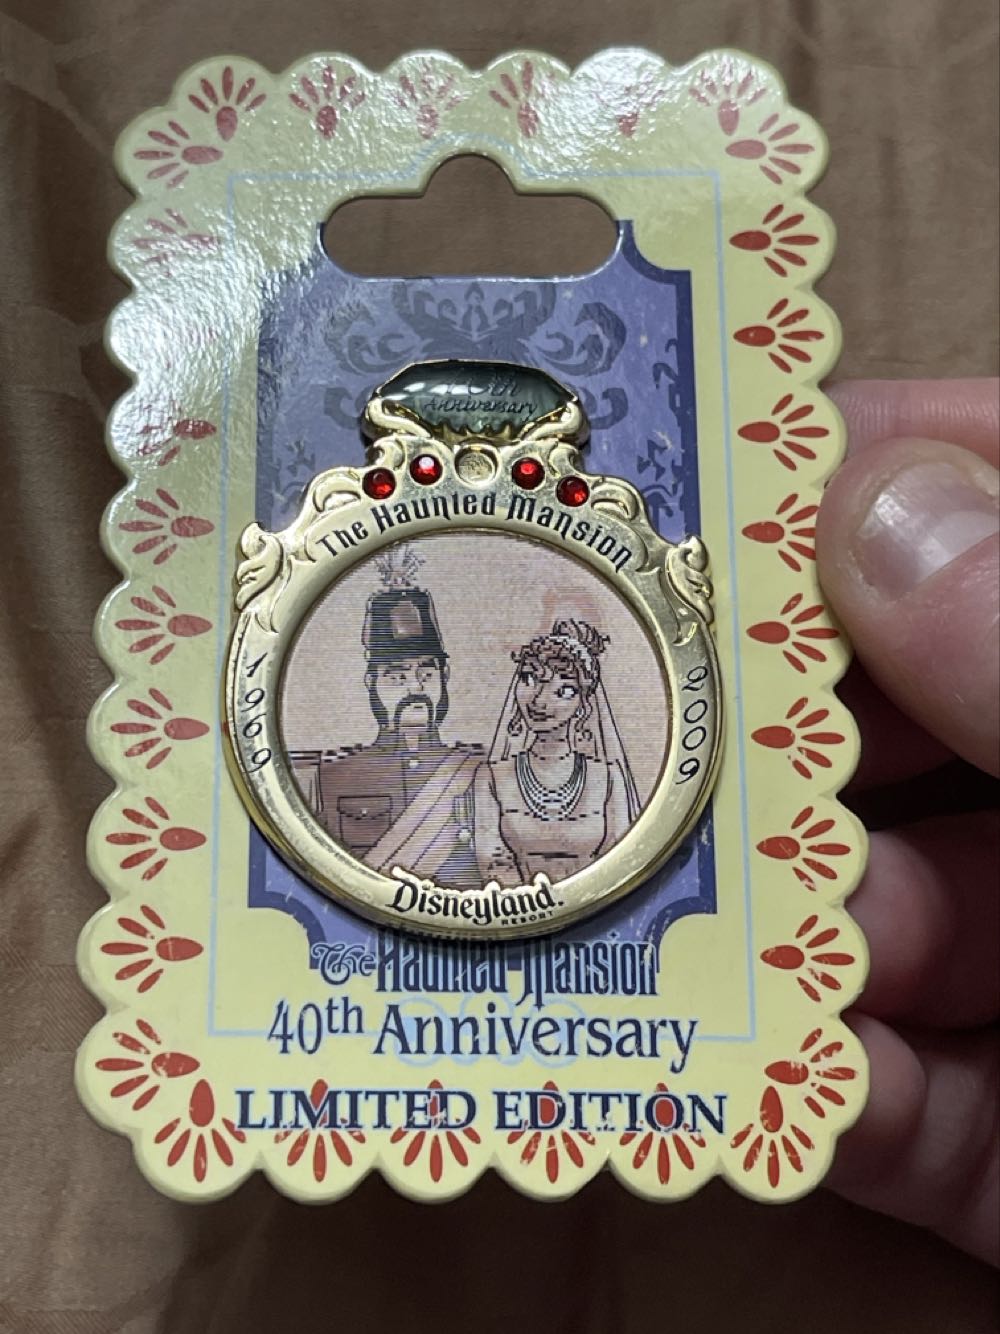 40th
Anniversary
The Haunted Mansion
1969
2009
Disneyland.
RESORT
The Haunted Mansion
40th Anniversary
LIMITED EDITION